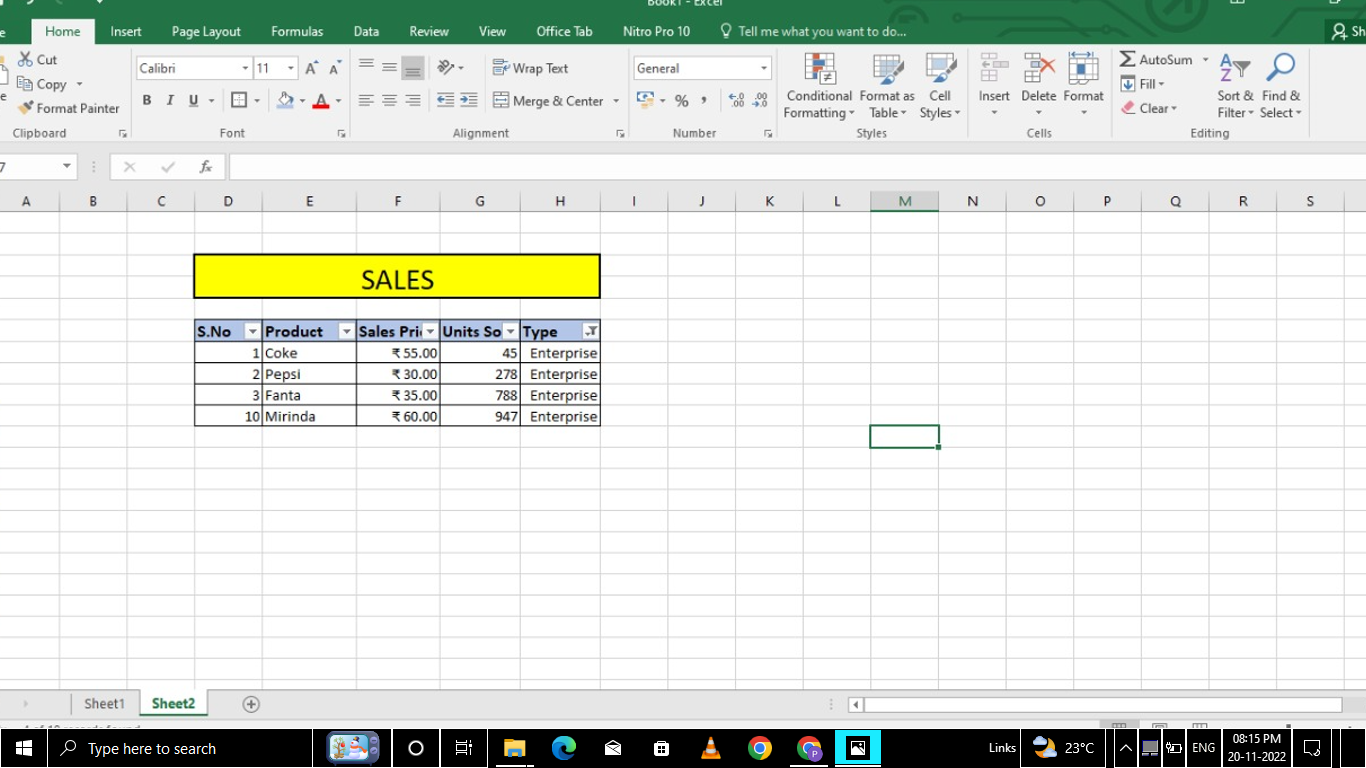 Book1 - Excel
Home Insert Page Layout Formulas Data Review View Office Tab Nitro Pro 10 Tell me what you want to do... Sh
Cut Calibri 11 Wrap Text General AutoSum
Copy Fill
Format Painter B I U A Merge & Center % , Conditional Formatting Format as Table Cell Styles Insert Delete Format Clear Sort & Filter Find & Select
Clipboard Font Alignment Number Styles Cells Editing
7 fx
A B C D E F G H I J K L M N O P Q R S
SALES
S.No Product Sales Pri Units So Type
1 Coke ₹ 55.00 45 Enterprise
2 Pepsi ₹ 30.00 278 Enterprise
3 Fanta ₹ 35.00 788 Enterprise
10 Mirinda ₹ 60.00 947 Enterprise
Sheet1 Sheet2
Type here to search Links 23°C ENG 08:15 PM
20-11-2022